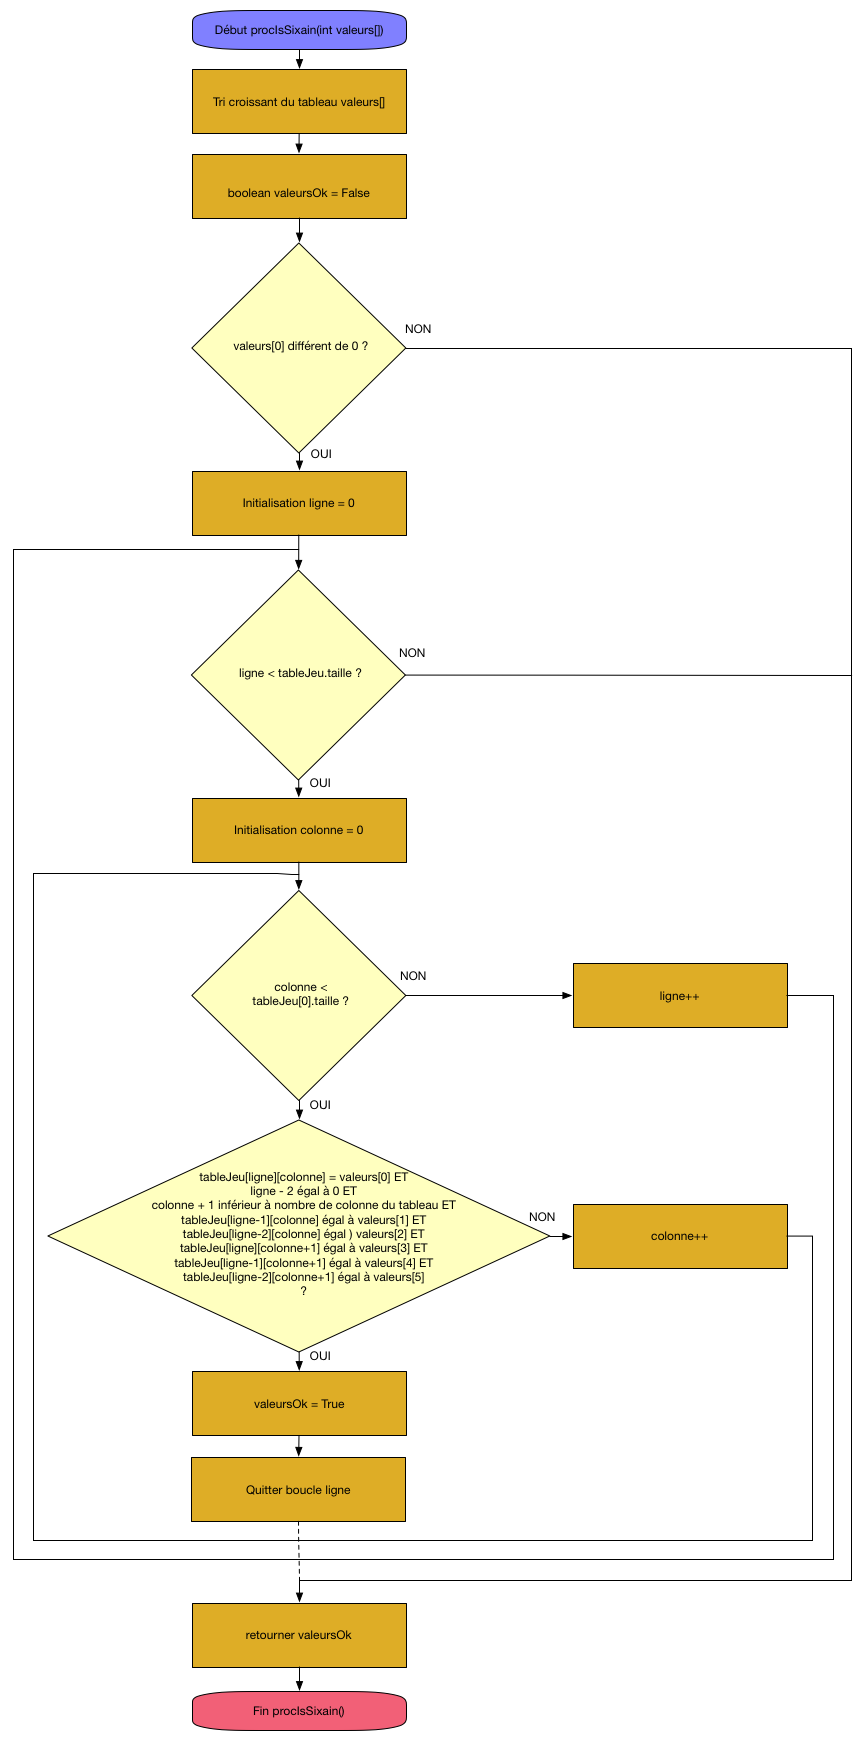 Début procIsSixain(int valeurs[])
Tri croissant du tableau valeurs[]
boolean valeursOk = False
valeurs[0] différent de 0 ?
NON
OUI
Initialisation ligne = 0
ligne < tableJeu.taille ?
NON
OUI
Initialisation colonne = 0
colonne <
tableJeu[0].taille ?
NON
ligne++
OUI
tableJeu[ligne][colonne] = valeurs[0] ET
ligne - 2 égal à 0 ET
colonne + 1 inférieur à nombre de colonne du tableau ET
tableJeu[ligne-1][colonne] égal à valeurs[1] ET
tableJeu[ligne-2][colonne] égal ) valeurs[2] ET
tableJeu[ligne][colonne+1] égal à valeurs[3] ET
tableJeu[ligne-1][colonne+1] égal à valeurs[4] ET
tableJeu[ligne-2][colonne+1] égal à valeurs[5]
?
NON
colonne++
OUI
valeursOk = True
Quitter boucle ligne
retourner valeursOk
Fin procIsSixain()